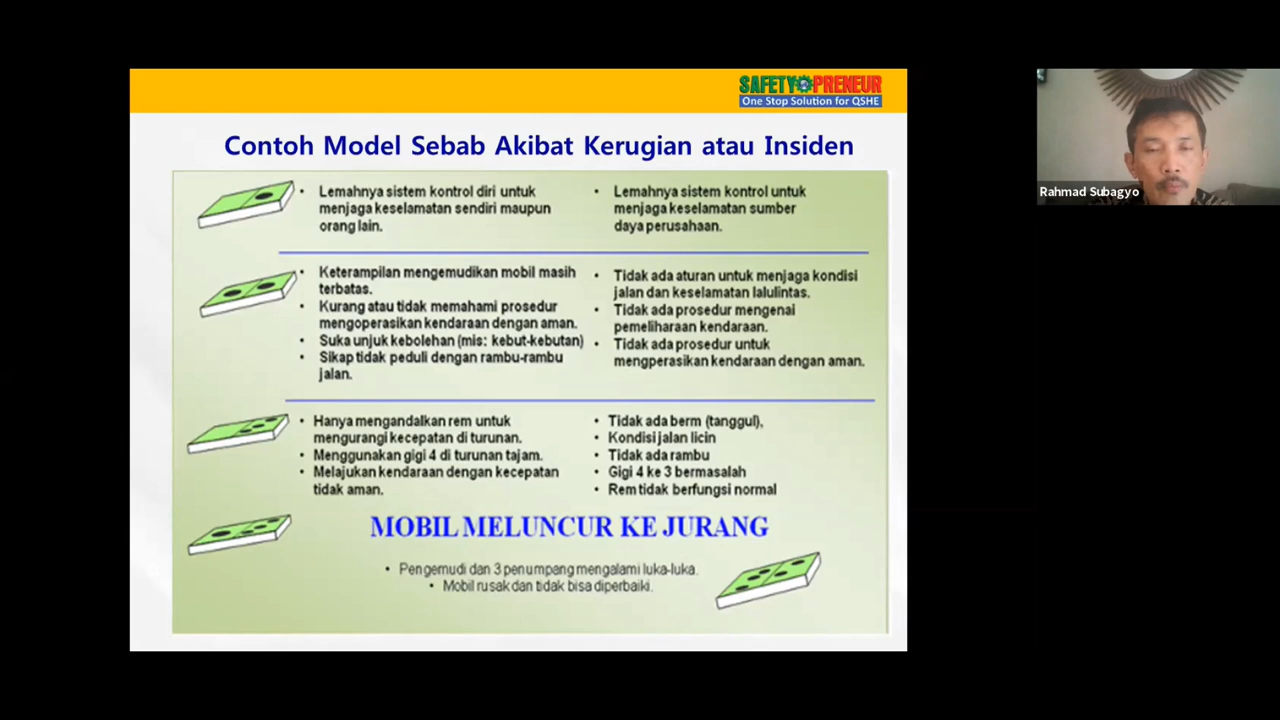 SAFETYPRENEUR
One Stop Solution for QSHE
Rahmad Subagyo
Contoh Model Sebab Akibat Kerugian atau Insiden
• Lemahnya sistem kontrol diri untuk
menjaga keselamatan sendiri maupun
orang lain.
• Lemahnya sistem kontrol untuk
menjaga keselamatan sumber
daya perusahaan.
• Keterampilan mengemudikan mobil masih
terbatas.
• Kurang atau tidak memahami prosedur
mengoperasikan kendaraan dengan aman.
• Suka unjuk kebolehan (mis: kebut-kebutan)
• Sikap tidak peduli dengan rambu-rambu
jalan.
• Tidak ada aturan untuk menjaga kondisi
jalan dan keselamatan lalulintas.
• Tidak ada prosedur mengenai
pemeliharaan kendaraan.
• Tidak ada prosedur untuk
mengperasikan kendaraan dengan aman.
• Hanya mengandalkan rem untuk
mengurangi kecepatan di turunan.
• Menggunakan gigi 4 di turunan tajam.
• Melajukan kendaraan dengan kecepatan
tidak aman.
• Tidak ada berm (tanggul),
• Kondisi jalan licin
• Tidak ada rambu
• Gigi 4 ke 3 bermasalah
• Rem tidak berfungsi normal
MOBIL MELUNCUR KE JURANG
• Pengemudi dan 3 penumpang mengalami luka-luka.
• Mobil rusak dan tidak bisa diperbaiki.